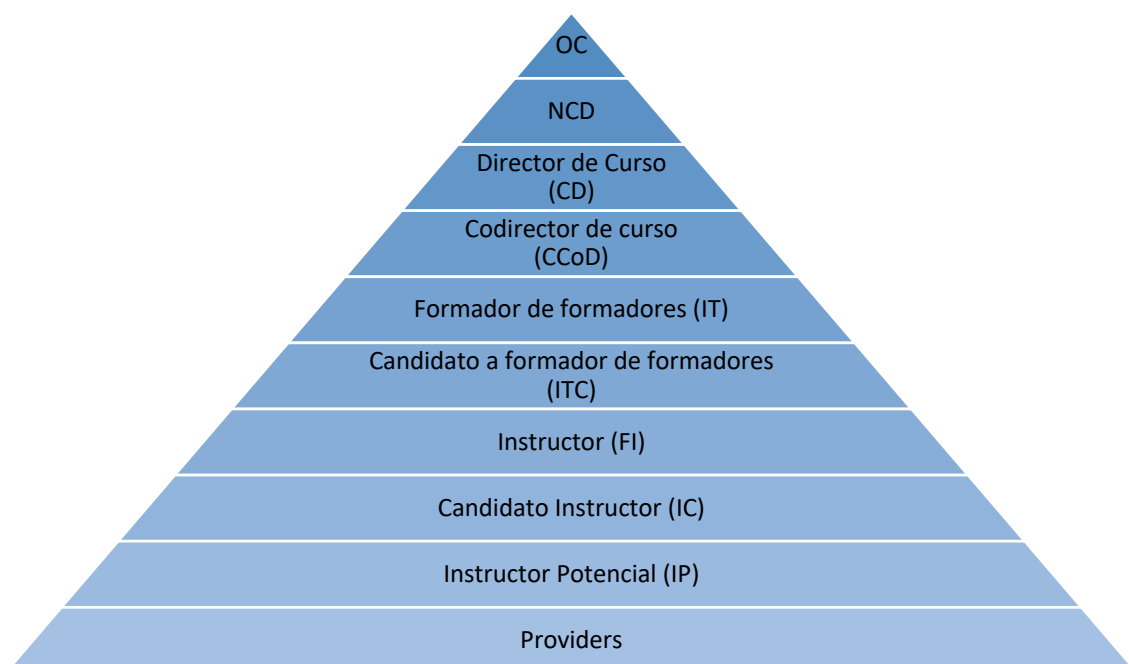 OC
NCD
Director de Curso
(CD)
Codirector de curso
(CCoD)
Formador de formadores (IT)
Candidato a formador de formadores
(ITC)
Instructor (FI)
Candidato Instructor (IC)
Instructor Potencial (IP)
Providers